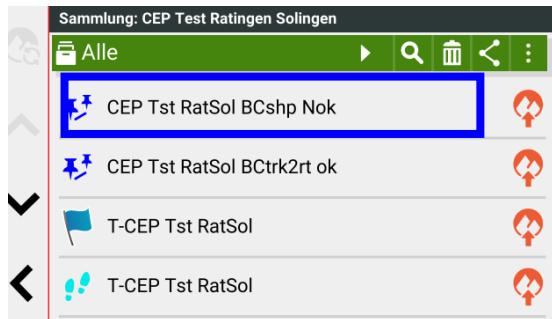 Sammlung: CEP Test Ratingen Solingen
Alle
CEP Tst RatSol BCshp Nok
CEP Tst RatSol BCtrk2rt ok
T-CEP Tst RatSol
T-CEP Tst RatSol